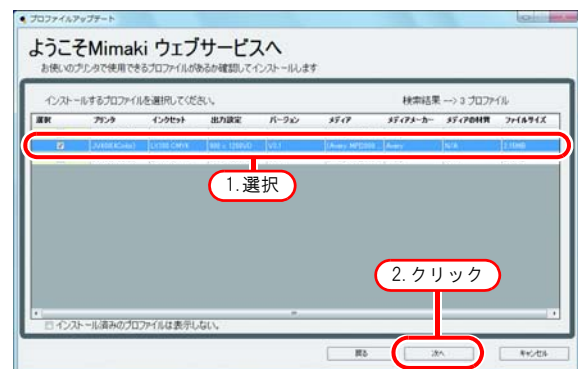 プロファイルアップデート
ようこそMimaki ウェブサービスへ
お使いのプリンタで使用できるプロファイルがあるか確認してインストールします
インストールするプロファイルを選択してください。 検索結果 ---> 3 プロファイル
選択 プリンタ インクセット 出力設定 バージョン メディア メディアメーカー メディアの材質 ファイルサイズ
V3.1 Avery N/A
1.選択
2.クリック
インストール済みのプロファイルは表示しない。
戻る 次へ キャンセル